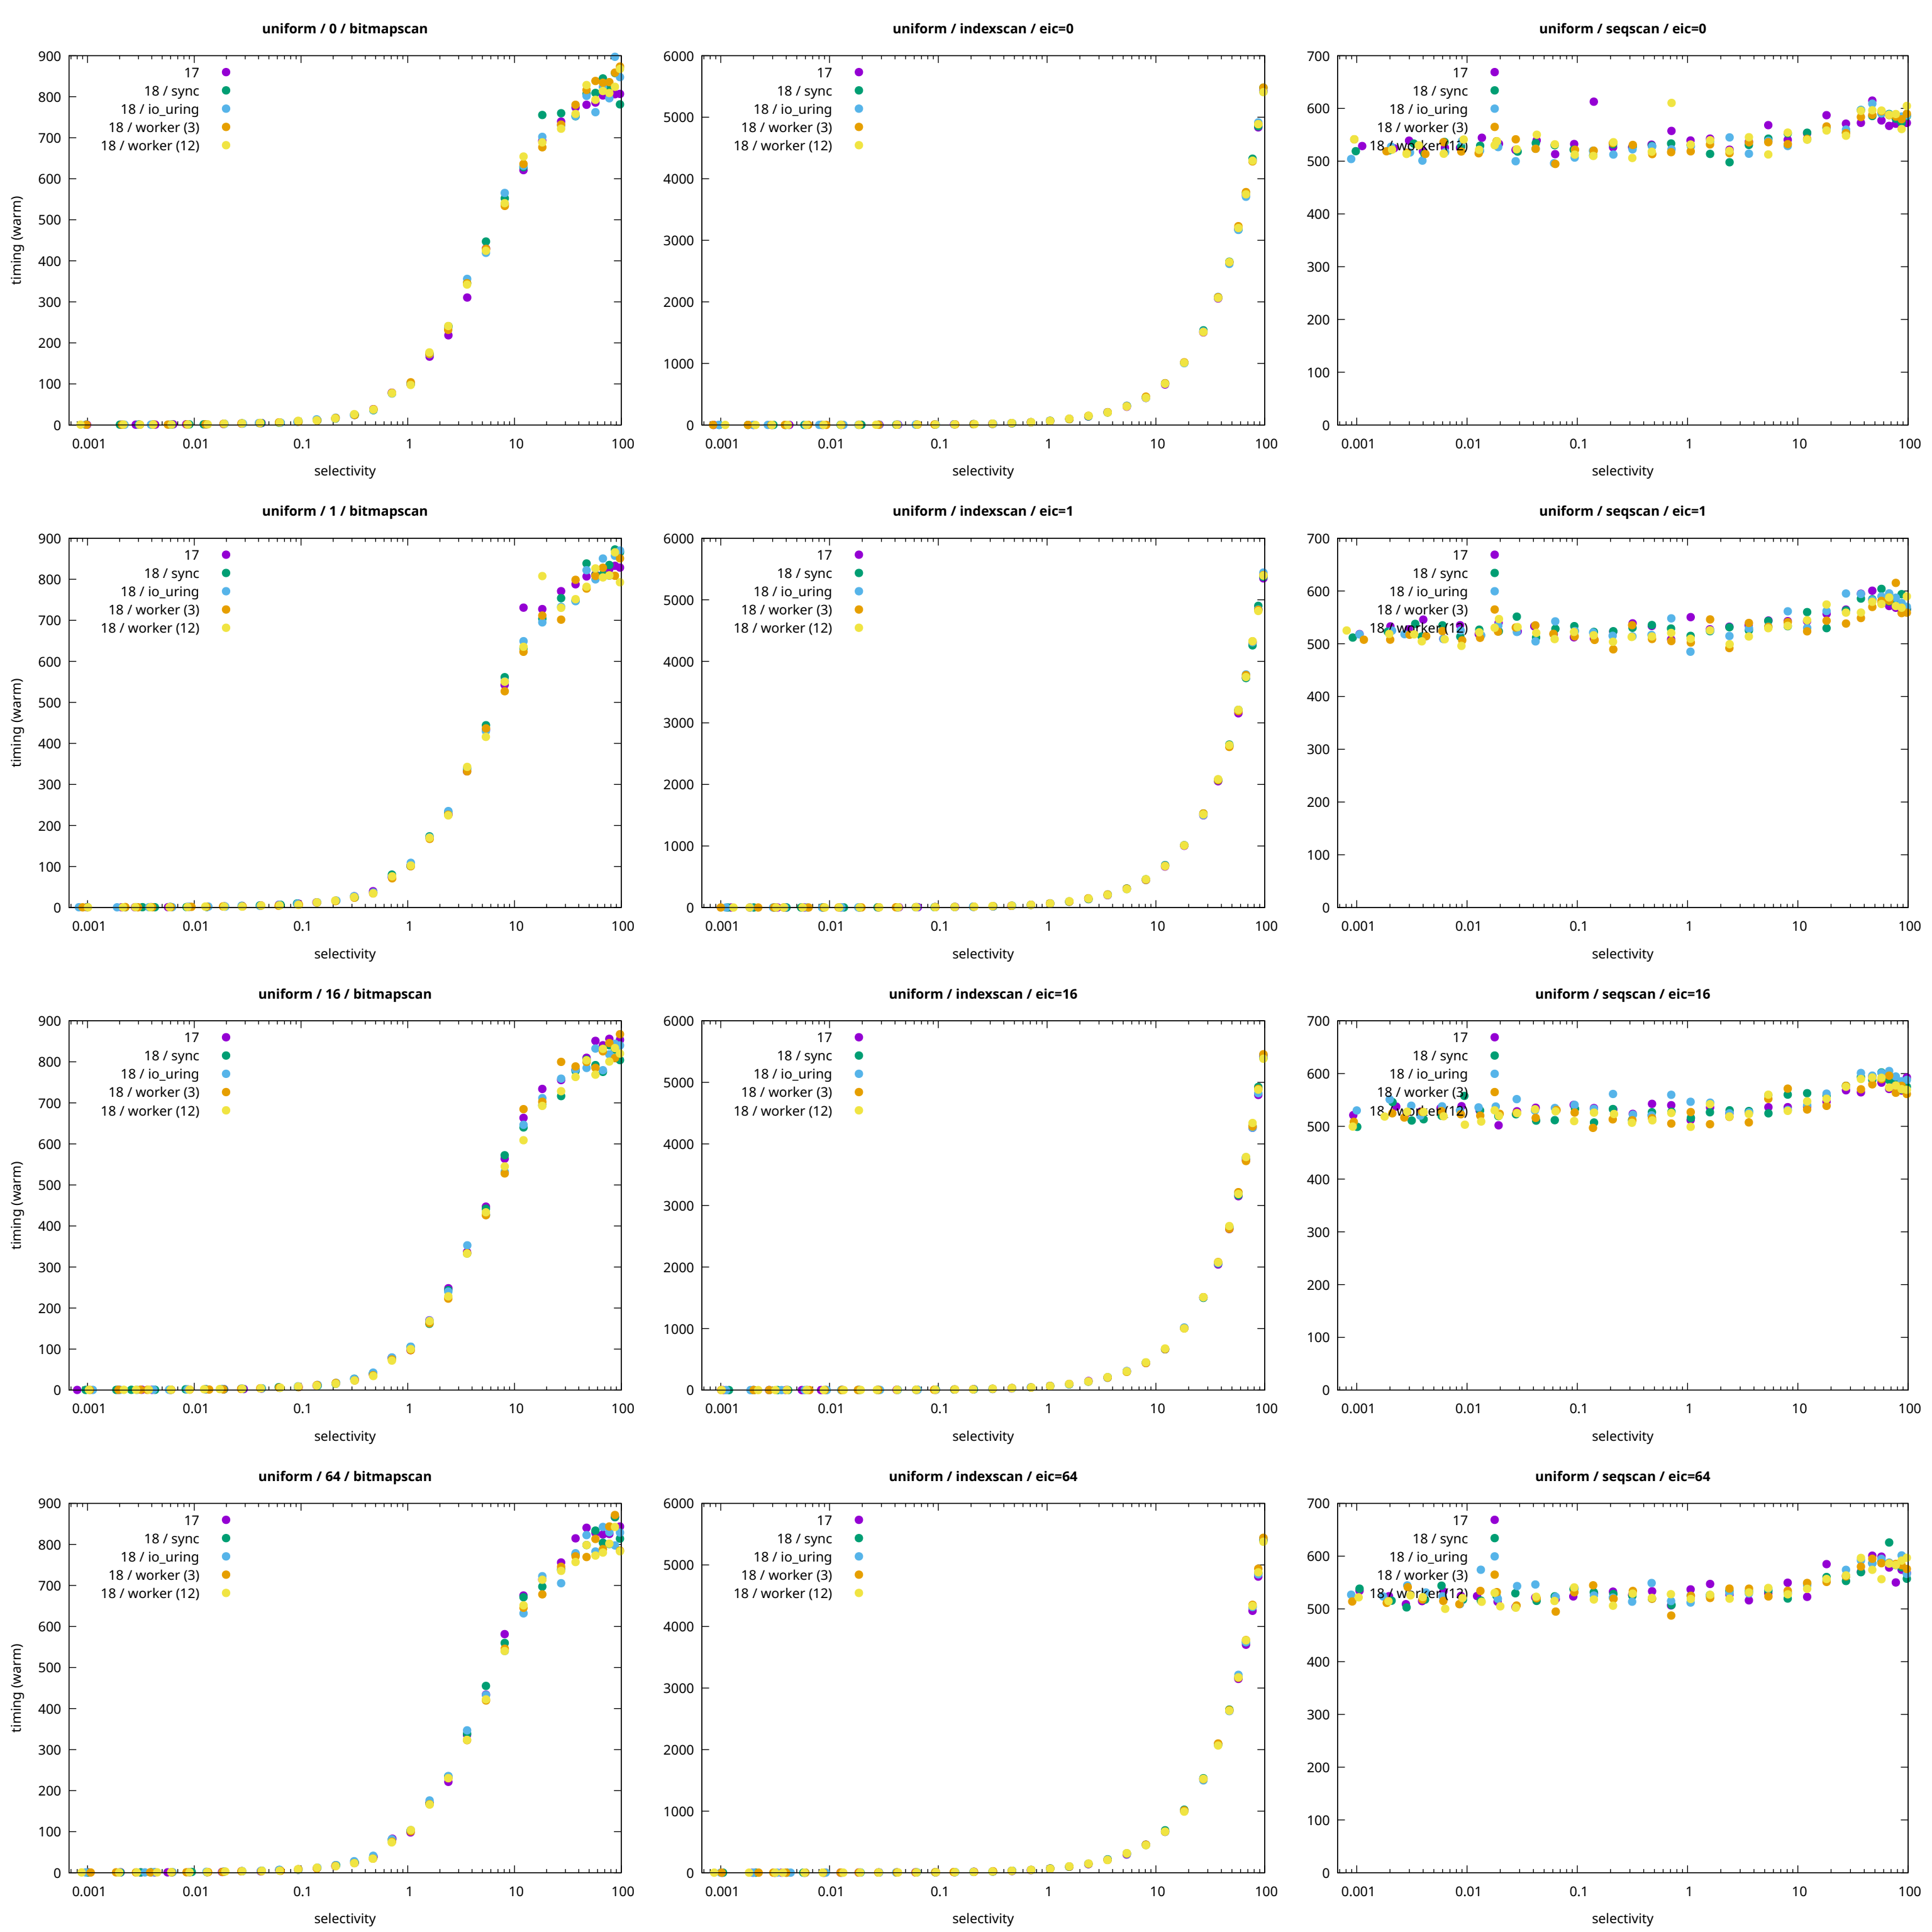 uniform / 0 / bitmapscan
900
800
700
600
500
400
300
200
100
0
0.001 0.01 0.1 1 10 100
timing (warm)
selectivity
17
18 / sync
18 / io_uring
18 / worker (3)
18 / worker (12)
uniform / indexscan / eic=0
6000
5000
4000
3000
2000
1000
0
0.001 0.01 0.1 1 10 100
selectivity
17
18 / sync
18 / io_uring
18 / worker (3)
18 / worker (12)
uniform / seqscan / eic=0
700
600
500
400
300
200
100
0
0.001 0.01 0.1 1 10 100
selectivity
17
18 / sync
18 / io_uring
18 / worker (3)
18 / worker (12)
uniform / 1 / bitmapscan
900
800
700
600
500
400
300
200
100
0
0.001 0.01 0.1 1 10 100
timing (warm)
selectivity
17
18 / sync
18 / io_uring
18 / worker (3)
18 / worker (12)
uniform / indexscan / eic=1
6000
5000
4000
3000
2000
1000
0
0.001 0.01 0.1 1 10 100
selectivity
17
18 / sync
18 / io_uring
18 / worker (3)
18 / worker (12)
uniform / seqscan / eic=1
700
600
500
400
300
200
100
0
0.001 0.01 0.1 1 10 100
selectivity
17
18 / sync
18 / io_uring
18 / worker (3)
18 / worker (12)
uniform / 16 / bitmapscan
900
800
700
600
500
400
300
200
100
0
0.001 0.01 0.1 1 10 100
timing (warm)
selectivity
17
18 / sync
18 / io_uring
18 / worker (3)
18 / worker (12)
uniform / indexscan / eic=16
6000
5000
4000
3000
2000
1000
0
0.001 0.01 0.1 1 10 100
selectivity
17
18 / sync
18 / io_uring
18 / worker (3)
18 / worker (12)
uniform / seqscan / eic=16
700
600
500
400
300
200
100
0
0.001 0.01 0.1 1 10 100
selectivity
17
18 / sync
18 / io_uring
18 / worker (3)
18 / worker (12)
uniform / 64 / bitmapscan
900
800
700
600
500
400
300
200
100
0
0.001 0.01 0.1 1 10 100
timing (warm)
selectivity
17
18 / sync
18 / io_uring
18 / worker (3)
18 / worker (12)
uniform / indexscan / eic=64
6000
5000
4000
3000
2000
1000
0
0.001 0.01 0.1 1 10 100
selectivity
17
18 / sync
18 / io_uring
18 / worker (3)
18 / worker (12)
uniform / seqscan / eic=64
700
600
500
400
300
200
100
0
0.001 0.01 0.1 1 10 100
selectivity
17
18 / sync
18 / io_uring
18 / worker (3)
18 / worker (12)